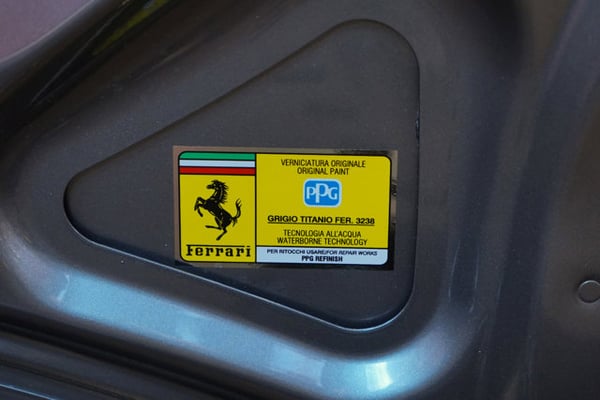 VERNICIATURA ORIGINALE
ORIGINAL PAINT
PPG
GRIGIO TITANIO FER. 3238
TECNOLOGIA ALL'ACQUA
WATERBORNE TECHNOLOGY
Ferrari
PER RITOCCHI USARE/FOR REPAIR WORKS
PPG REFINISH